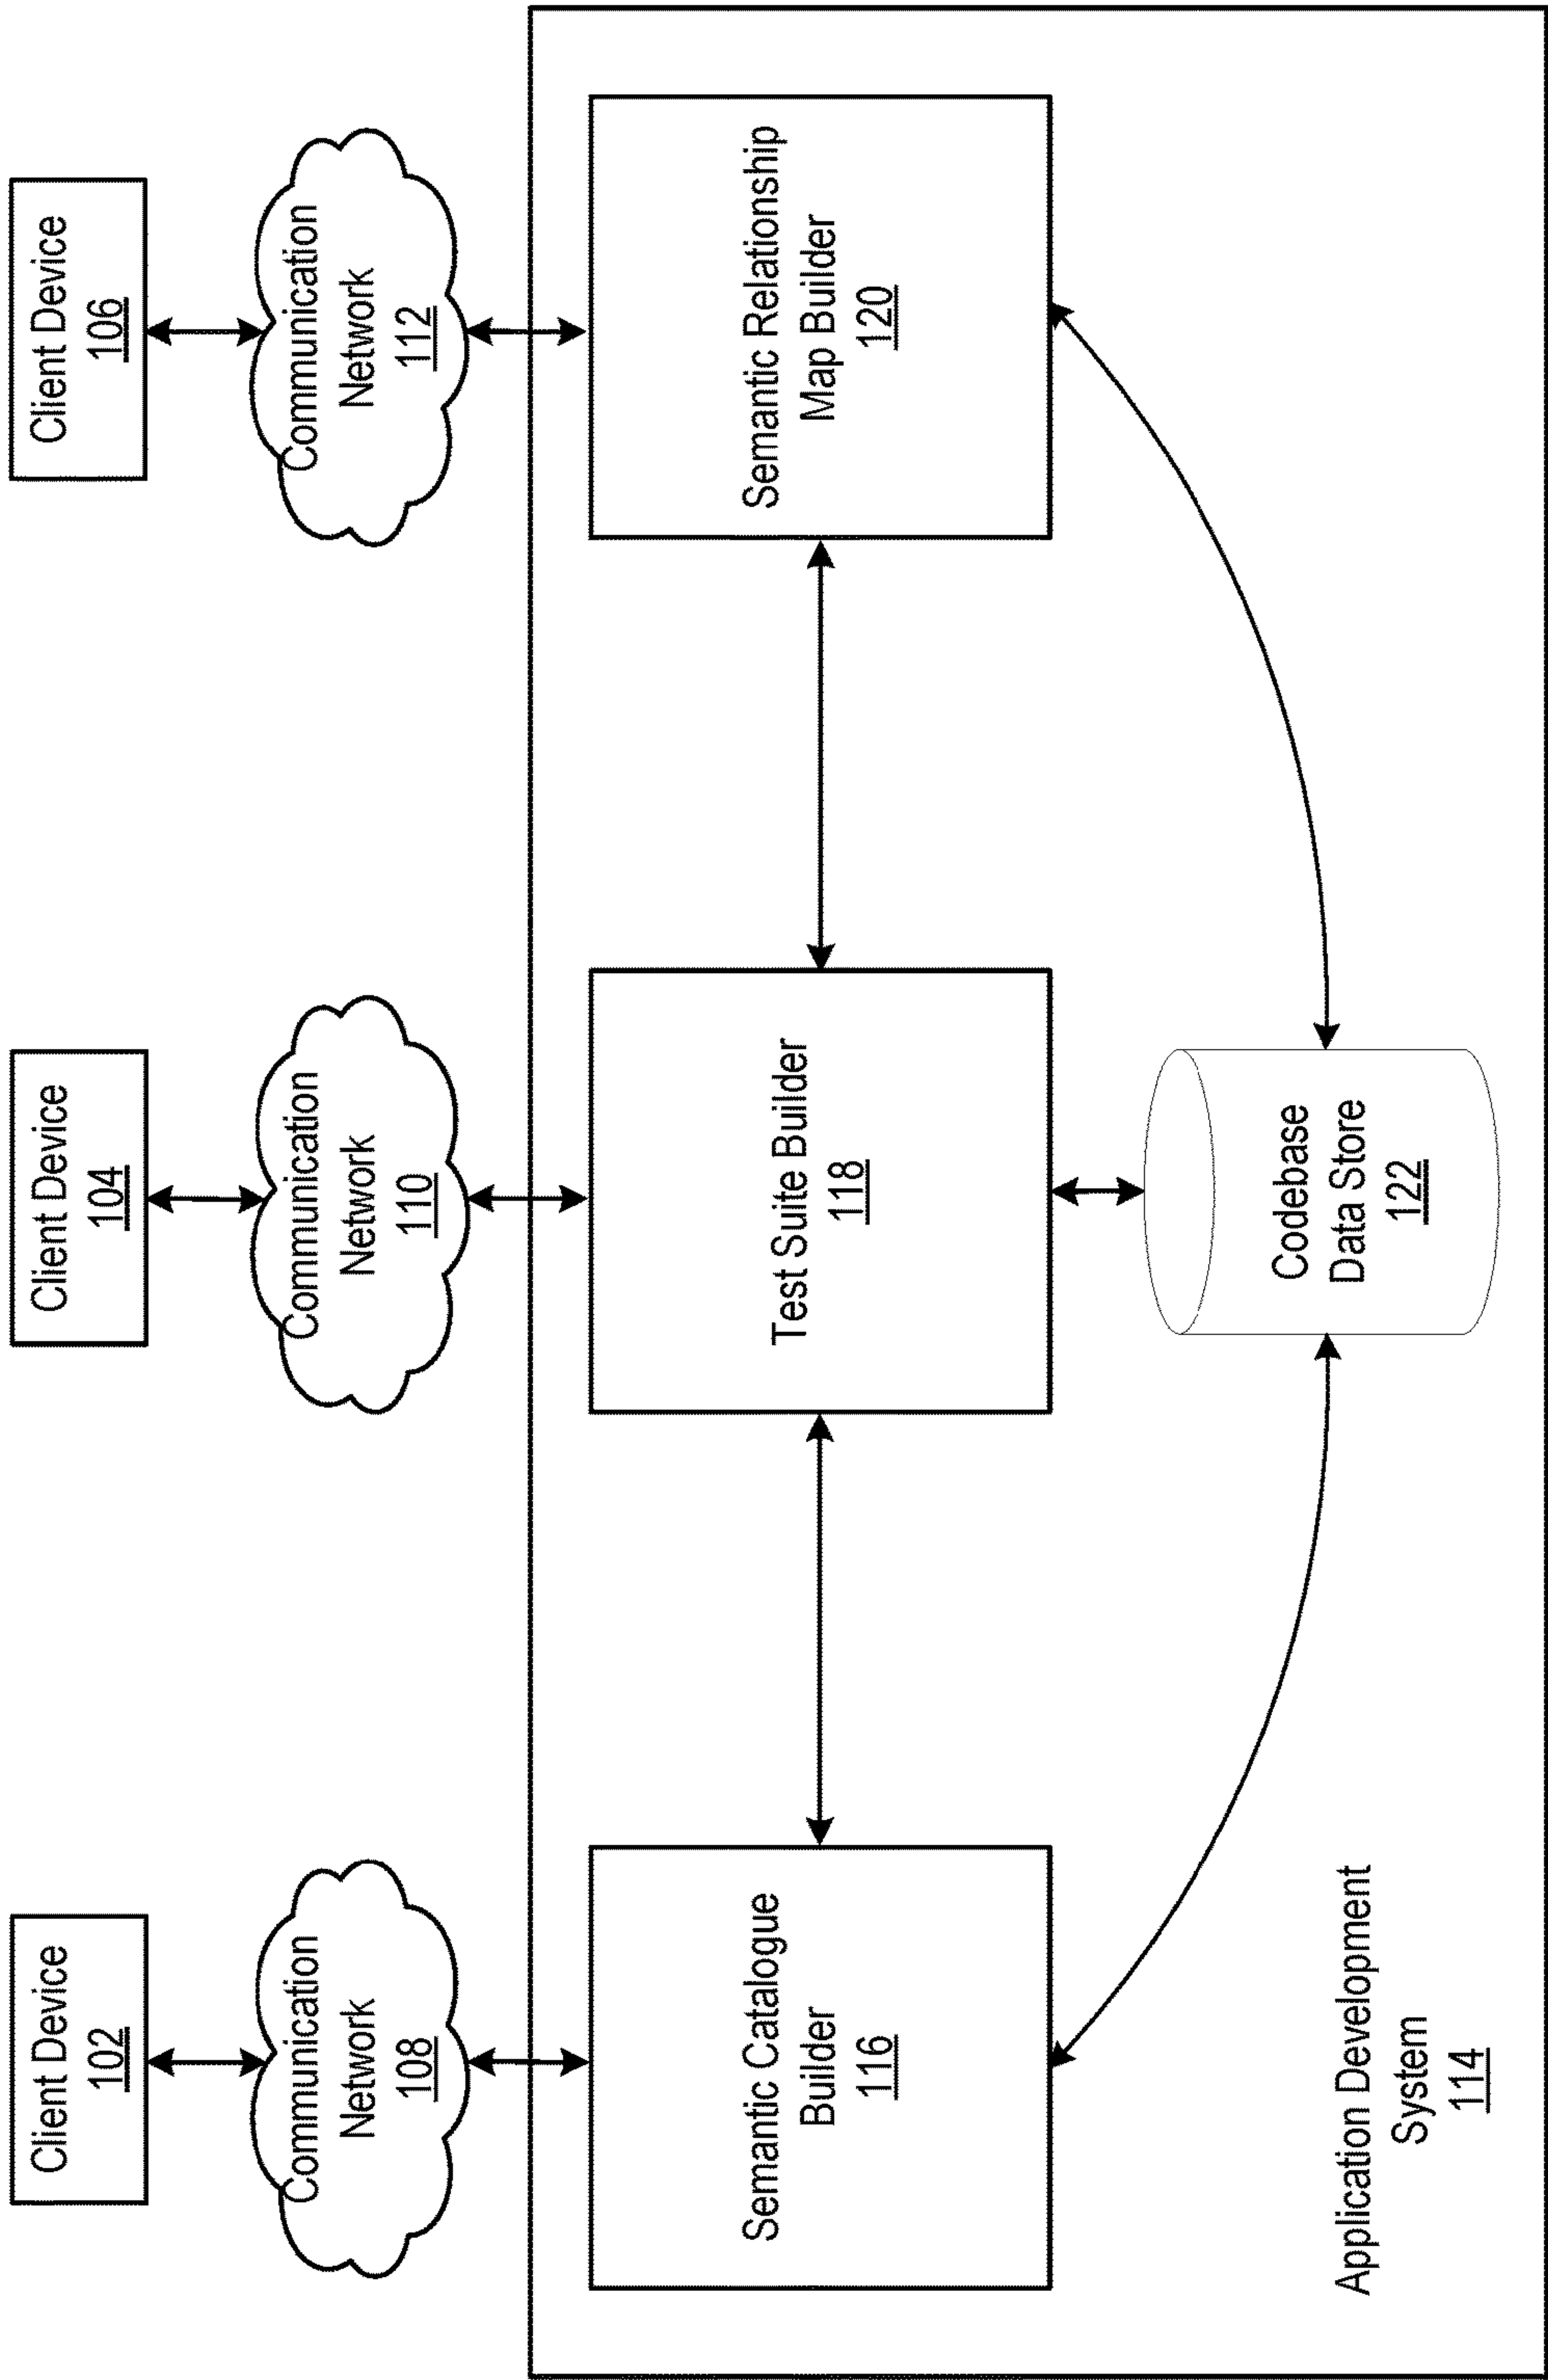 Client Device
102
Client Device
104
Client Device
106
Communication
Network
108
Communication
Network
110
Communication
Network
112
Semantic Catalogue
Builder
116
Test Suite Builder
118
Semantic Relationship
Map Builder
120
Codebase
Data Store
122
Application Development
System
114